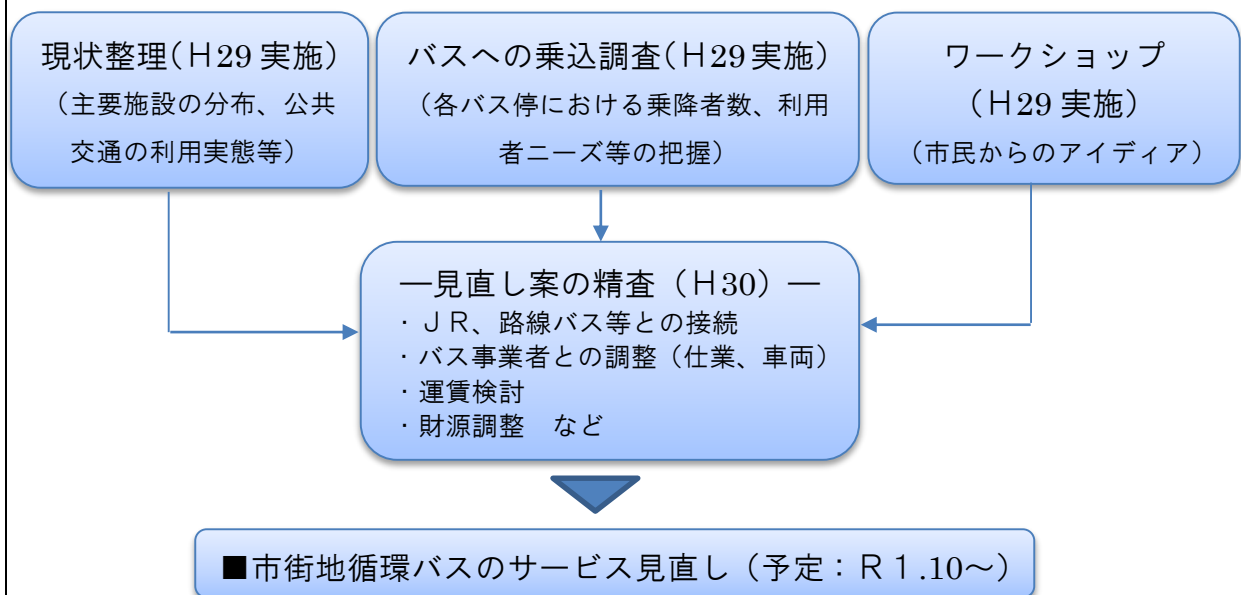 現状整理(Ｈ29 実施)
（主要施設の分布、公共
交通の利用実態等）
バスへの乗込調査(Ｈ29 実施)
（各バス停における乗降者数、利用
者ニーズ等の把握）
ワークショップ
（Ｈ29 実施）
（市民からのアイディア）
―見直し案の精査（Ｈ30）―
・ＪＲ、路線バス等との接続
・バス事業者との調整（仕業、車両）
・運賃検討
・財源調整　など
■市街地循環バスのサービス見直し（予定：Ｒ１.10～）